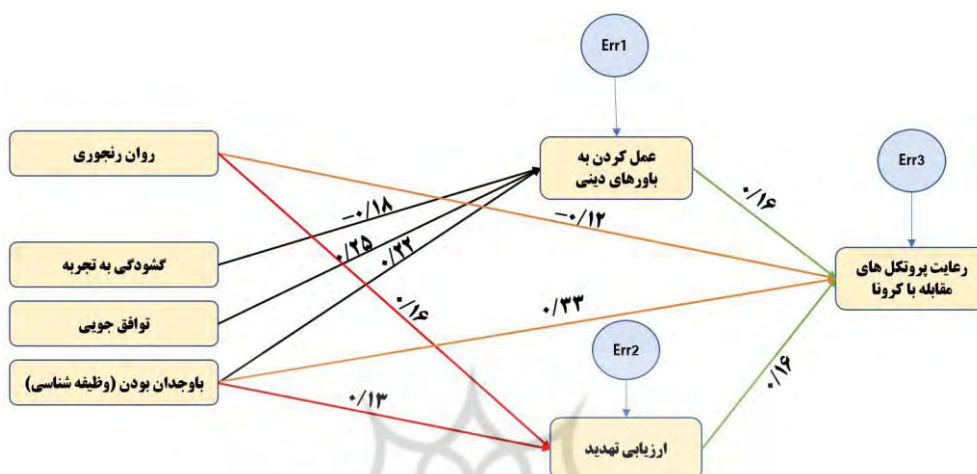 Err1
روان رنجوری
عمل کردن به
باورهای دینی
Err3
-۰/۱۸
۰/۱۶
-۰/۱۲
۰/۲۵
۰/۲۲
گشودگی به تجربه
رعایت پروتکل های
مقابله با کرونا
۰/۱۶
۰/۳۳
توافق جویی
Err2
باوجدان بودن (وظیفه شناسی)
۰/۱۳
۰/۱۶
ارزیابی تهدید